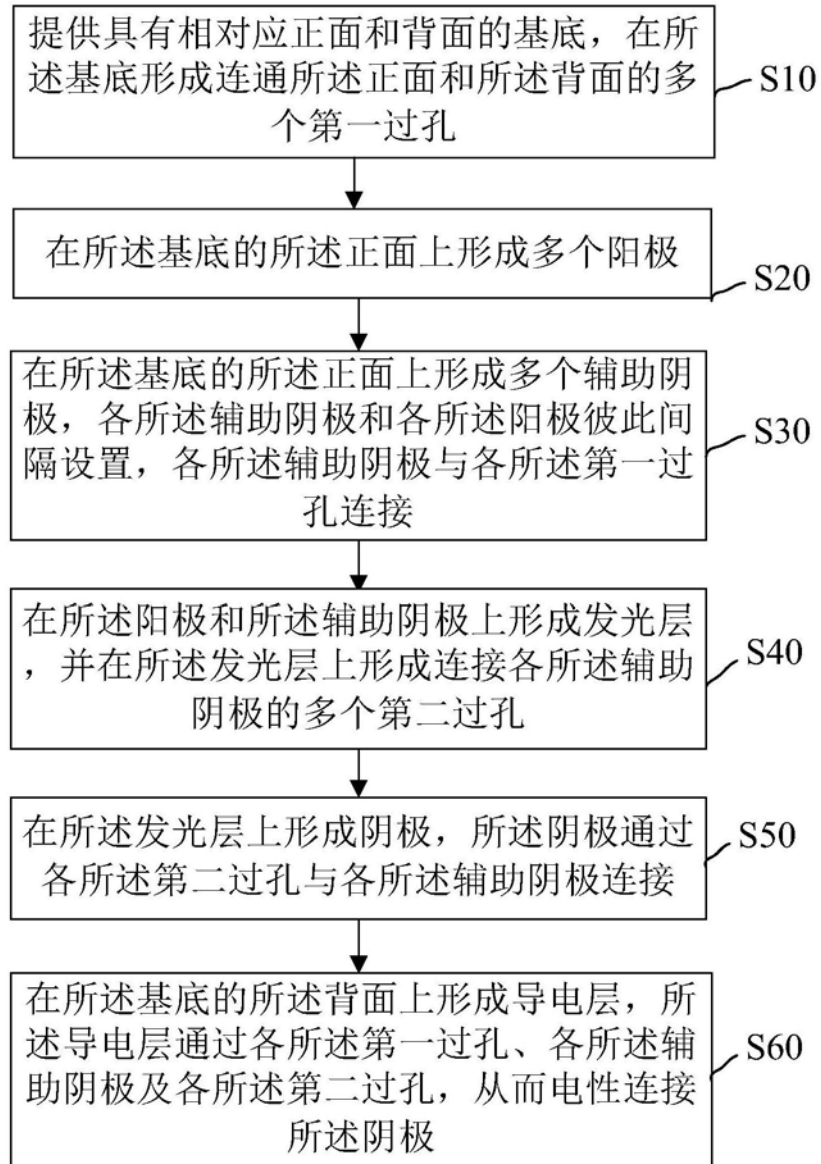 提供具有相对应正面和背面的基底，在所
述基底形成连通所述正面和所述背面的多
个第一过孔
S10
在所述基底的所述正面上形成多个阳极
S20
在所述基底的所述正面上形成多个辅助阴
极，各所述辅助阴极和各所述阳极彼此间
隔设置，各所述辅助阴极与各所述第一过
孔连接
S30
在所述阳极和所述辅助阴极上形成发光层
，并在所述发光层上形成连接各所述辅助
阴极的多个第二过孔
S40
在所述发光层上形成阴极，所述阴极通过
各所述第二过孔与各所述辅助阴极连接
S50
在所述基底的所述背面上形成导电层，所
述导电层通过各所述第一过孔、各所述辅
助阴极及各所述第二过孔，从而电性连接
所述阴极
S60